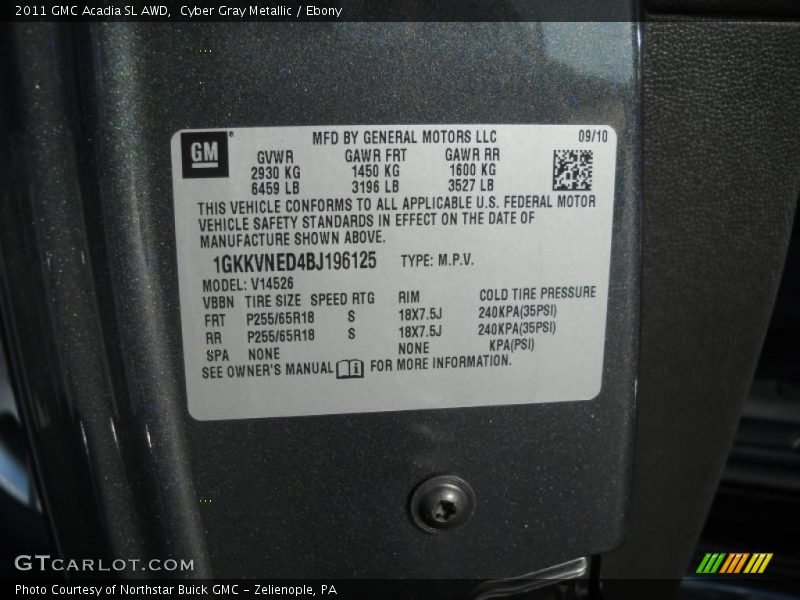 2011 GMC Acadia SL AWD, Cyber Gray Metallic / Ebony
GM
MFD BY GENERAL MOTORS LLC 09/10
GVWR GAWR FRT GAWR RR
2930 KG 1450 KG 1600 KG
6459 LB 3196 LB 3527 LB
THIS VEHICLE CONFORMS TO ALL APPLICABLE U.S. FEDERAL MOTOR
VEHICLE SAFETY STANDARDS IN EFFECT ON THE DATE OF
MANUFACTURE SHOWN ABOVE.
1GKKVNED4BJ196125 TYPE: M.P.V.
MODEL: V14526
VBBN TIRE SIZE SPEED RTG RIM COLD TIRE PRESSURE
FRT P255/65R18 S 18X7.5J 240KPA(35PSI)
RR P255/65R18 S 18X7.5J 240KPA(35PSI)
SPA NONE NONE KPA(PSI)
SEE OWNER'S MANUAL i FOR MORE INFORMATION.
GTCARLOT.COM
Photo Courtesy of Northstar Buick GMC - Zelienople, PA